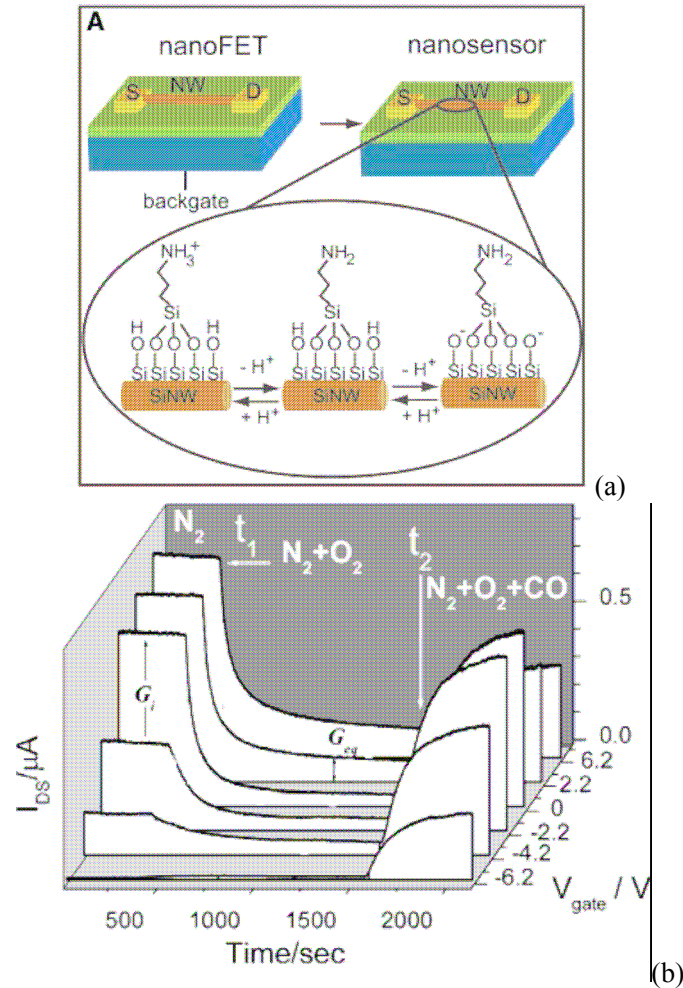 A
nanoFET nanosensor
S NW D S NW D
backgate
NH3+ NH2 NH2
Si Si Si
H H H H
O O O O O O O O O O O- O O O O-
- H+ - H+
Si Si Si Si Si Si Si Si Si Si Si Si Si Si Si
SiNW SiNW SiNW
+ H+ + H+
(a)
N2 t1 N2+O2 t2
N2+O2+CO
0.5
Gi
Geq
0.0
6.2
2.2
0
-2.2
-4.2
-6.2
IDS/μA
Vgate / V
500 1000 1500 2000
Time/sec
(b)